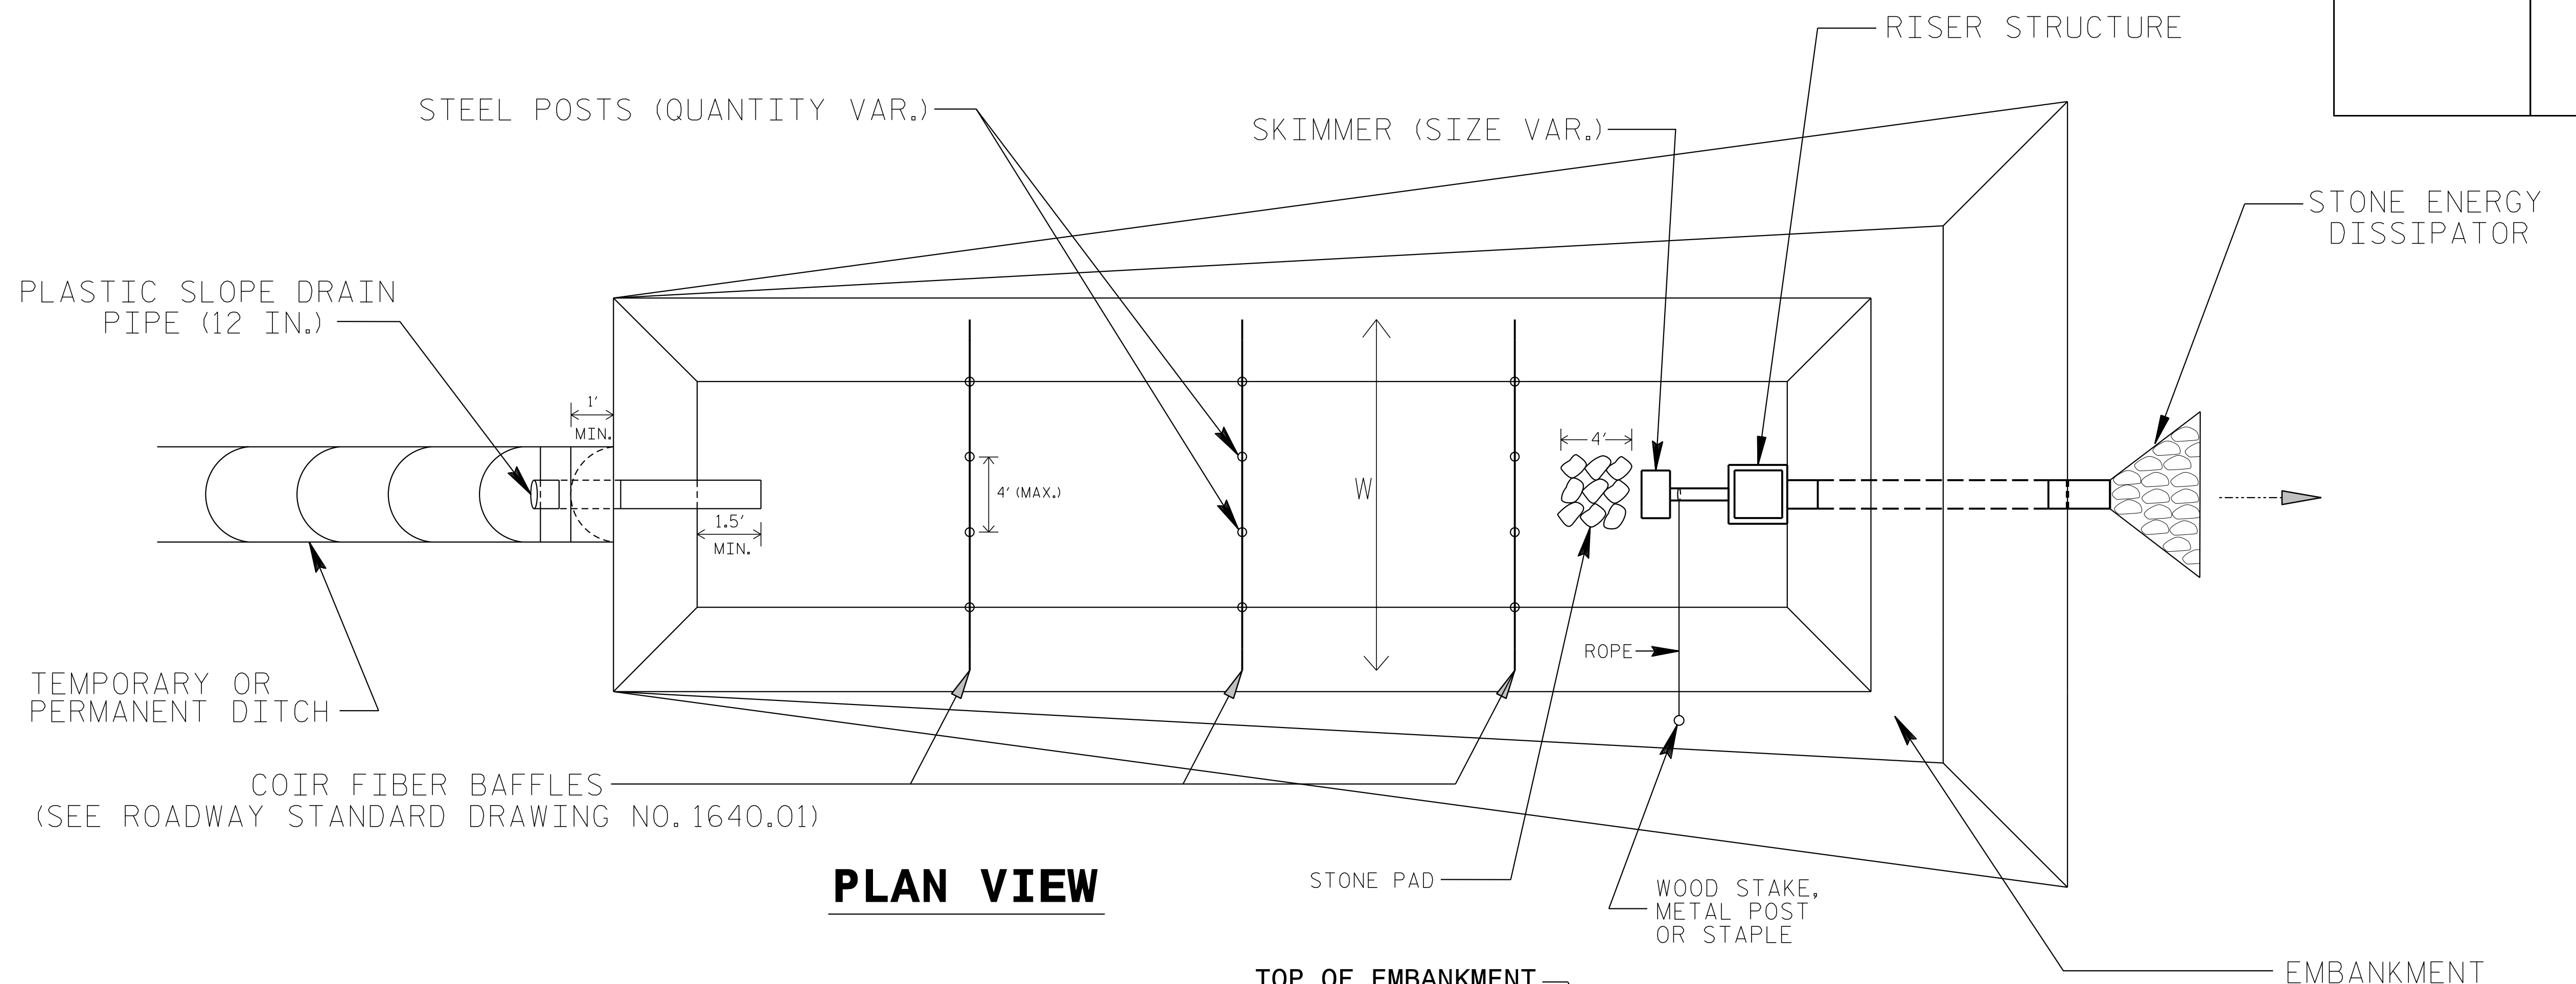 RISER STRUCTURE
STEEL POSTS (QUANTITY VAR.)
SKIMMER (SIZE VAR.)
STONE ENERGY
DISSIPATOR
PLASTIC SLOPE DRAIN
PIPE (12 IN.)
1'
MIN.
4'
4' (MAX.)
W
1.5'
MIN.
ROPE
TEMPORARY OR
PERMANENT DITCH
COIR FIBER BAFFLES
(SEE ROADWAY STANDARD DRAWING NO. 1640.01)
PLAN VIEW
STONE PAD
WOOD STAKE,
METAL POST
OR STAPLE
EMBANKMENT
TOP OF EMBANKMENT